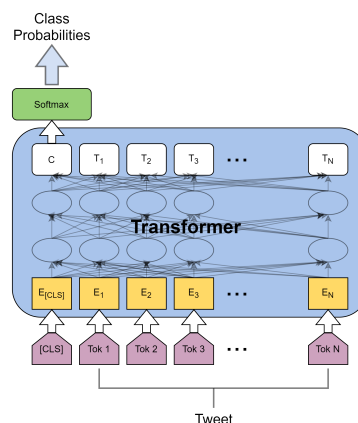 Class
Probabilities
Softmax
C T1 T2 T3 ••• TN
Transformer
E[CLS] E1 E2 E3 ••• EN
[CLS] Tok 1 Tok 2 Tok 3 ••• Tok N
Tweet